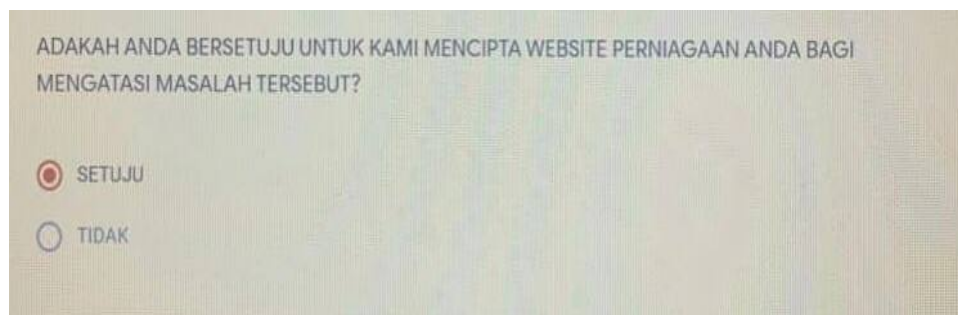 ADAKAH ANDA BERSETUJU UNTUK KAMI MENCIPTA WEBSITE PERNIAGAAN ANDA BAGI
MENGATASI MASALAH TERSEBUT?
SETUJU
TIDAK